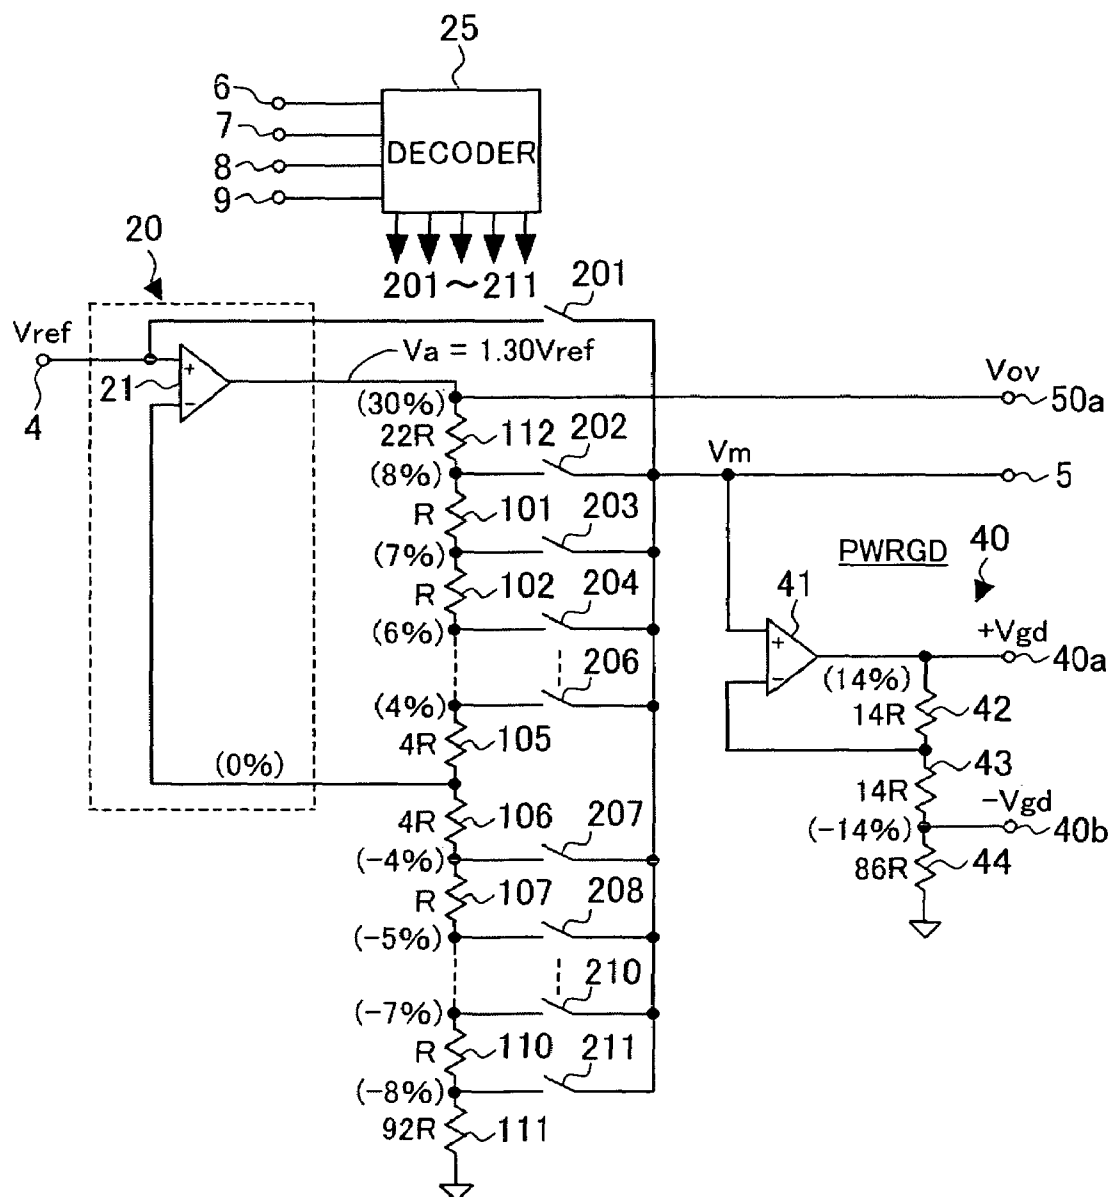 25
6
7
8
9
DECODER
201～211
20
201
Vref
4
21
+
−
Va = 1.30Vref
Vov
50a
(30%)
22R
112
202
(8%)
Vm
5
R
101
203
(7%)
PWRGD
40
R
102
204
41
(6%)
+
−
+Vgd
40a
(14%)
206
(4%)
14R
42
4R
105
(0%)
43
14R
4R
106
207
−Vgd
(-14%)
40b
(-4%)
86R
44
R
107
208
(-5%)
210
(-7%)
R
110
211
(-8%)
92R
111